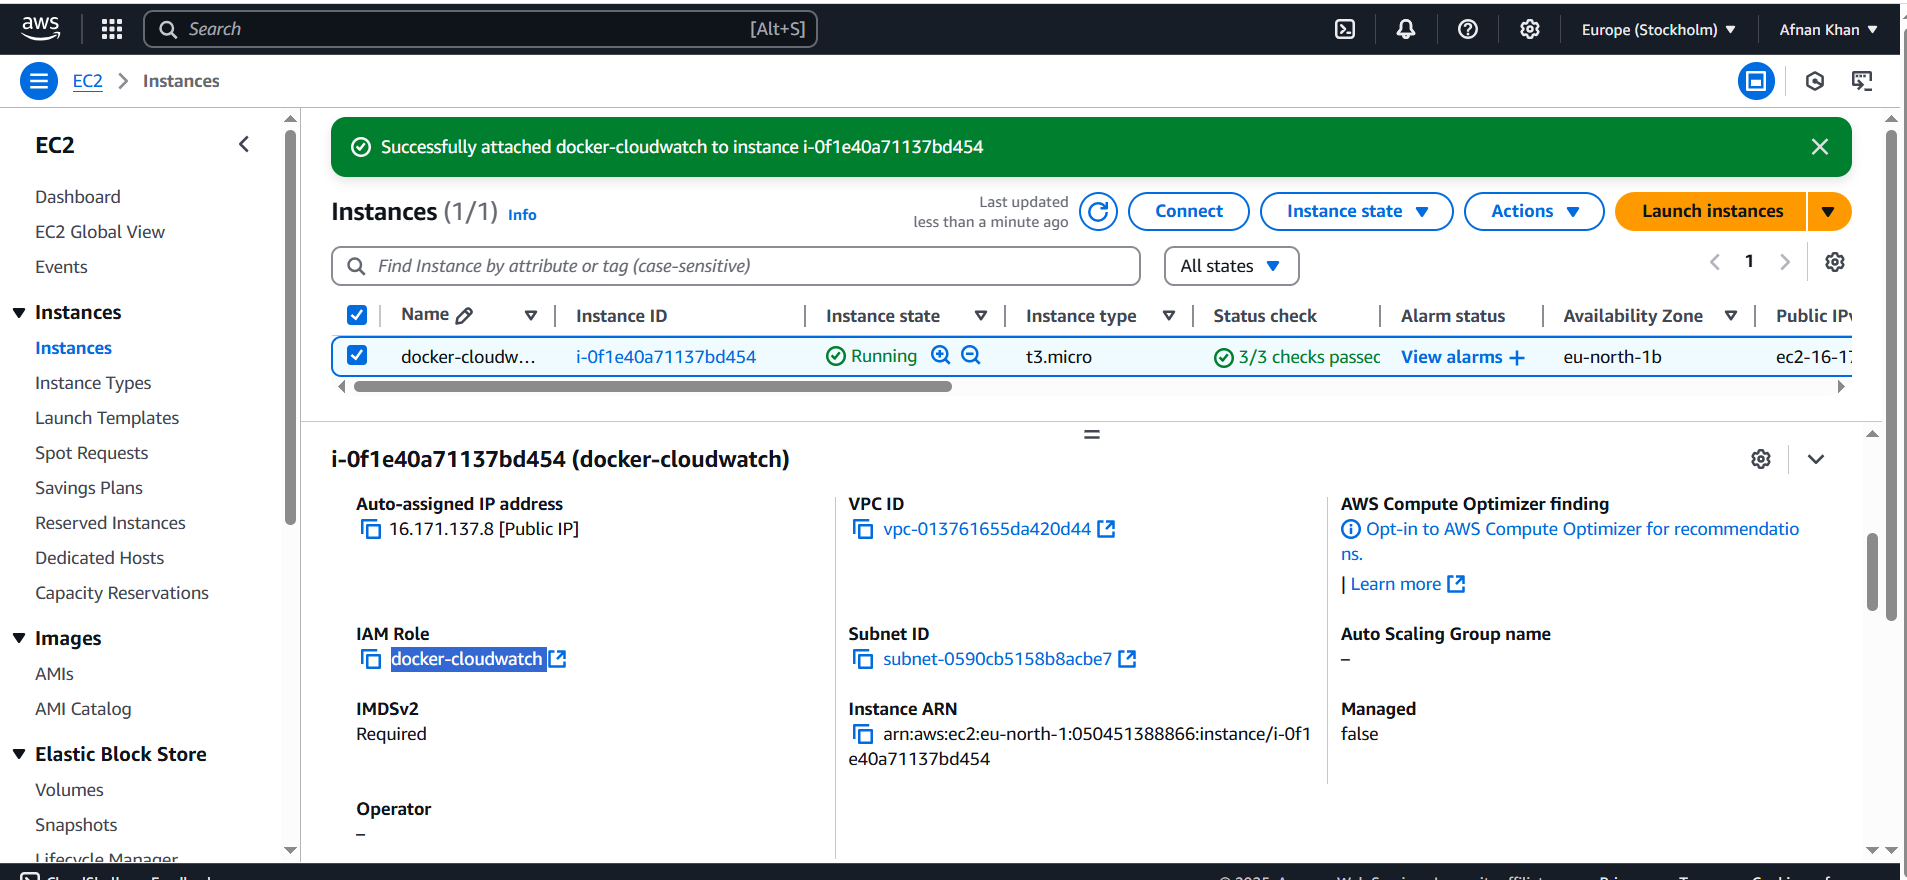 aws
Search
[Alt+S]
Europe (Stockholm)
Afnan Khan
EC2
Instances
EC2
Dashboard
EC2 Global View
Events
Instances
Instances
Instance Types
Launch Templates
Spot Requests
Savings Plans
Reserved Instances
Dedicated Hosts
Capacity Reservations
Images
AMIs
AMI Catalog
Elastic Block Store
Volumes
Snapshots
Lifecycle Manager
Successfully attached docker-cloudwatch to instance i-0f1e40a71137bd454
Instances (1/1) Info
Last updated
less than a minute ago
Connect
Instance state
Actions
Launch instances
Find Instance by attribute or tag (case-sensitive)
All states
1
Name Instance ID Instance state Instance type Status check Alarm status Availability Zone Public IPv
docker-cloudw... i-0f1e40a71137bd454 Running t3.micro 3/3 checks passec View alarms + eu-north-1b ec2-16-17
i-0f1e40a71137bd454 (docker-cloudwatch)
Auto-assigned IP address
16.171.137.8 [Public IP]
VPC ID
vpc-013761655da420d44
AWS Compute Optimizer finding
Opt-in to AWS Compute Optimizer for recommendatio
ns.
| Learn more
IAM Role
docker-cloudwatch
Subnet ID
subnet-0590cb5158b8acbe7
Auto Scaling Group name
–
IMDSv2
Required
Instance ARN
arn:aws:ec2:eu-north-1:050451388866:instance/i-0f1
e40a71137bd454
Managed
false
Operator
–